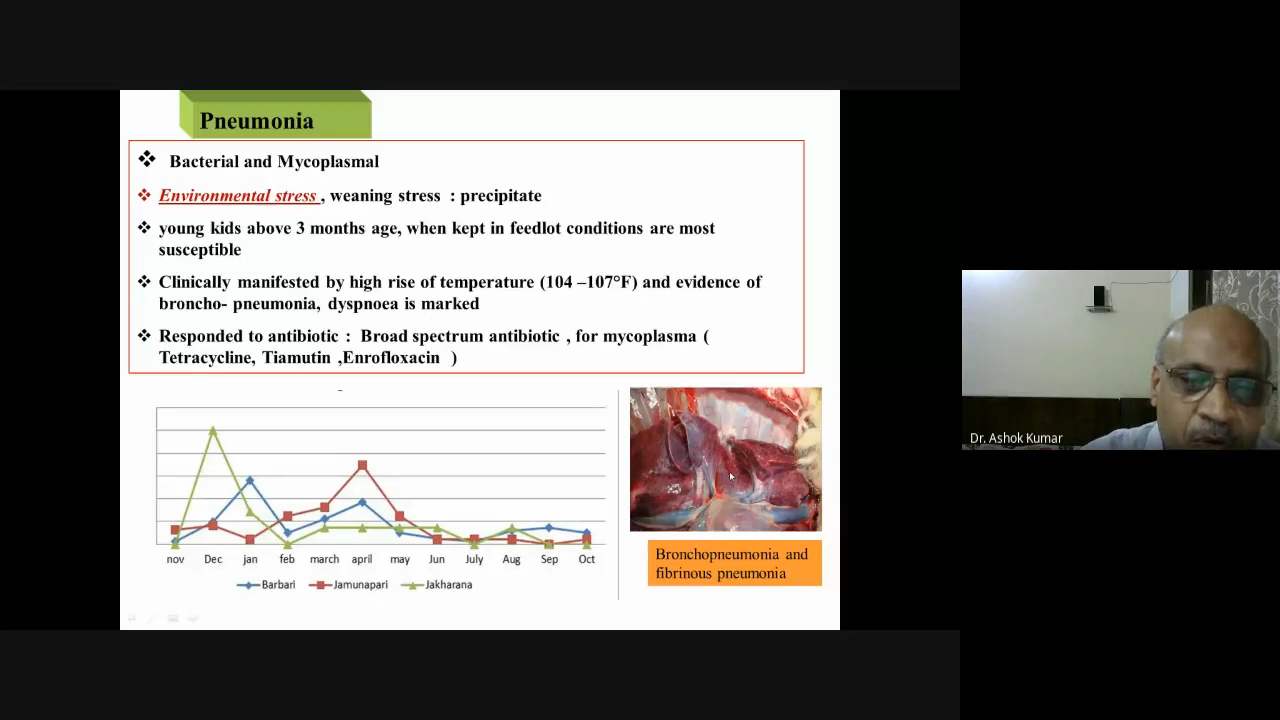 Pneumonia
❖ Bacterial and Mycoplasmal
❖ Environmental stress , weaning stress : precipitate
❖ young kids above 3 months age, when kept in feedlot conditions are most
susceptible
❖ Clinically manifested by high rise of temperature (104 –107°F) and evidence of
broncho- pneumonia, dyspnoea is marked
❖ Responded to antibiotic : Broad spectrum antibiotic , for mycoplasma (
Tetracycline, Tiamutin ,Enrofloxacin )
nov Dec jan feb march april may Jun July Aug Sep Oct
Barbari Jamunapari Jakharana
Bronchopneumonia and
fibrinous pneumonia
Dr. Ashok Kumar